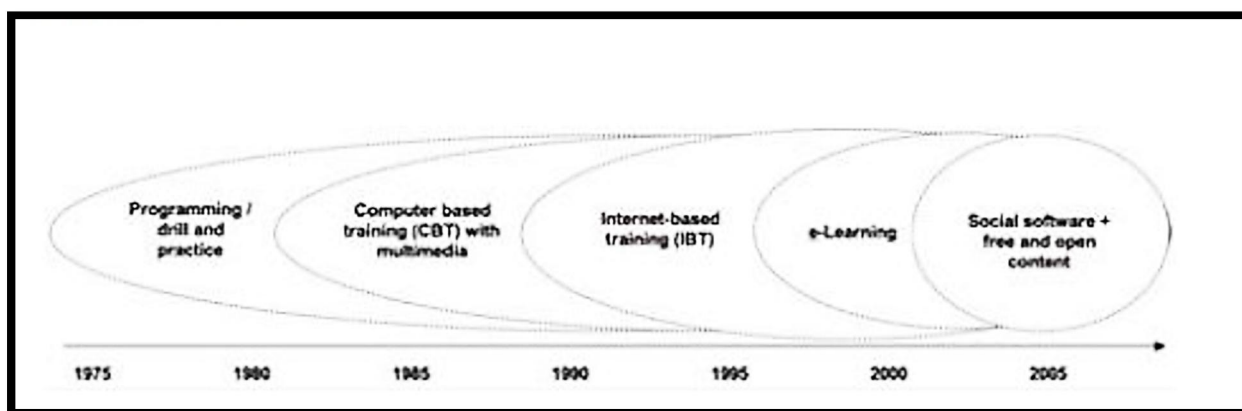 Programming /
drill and
practice
Computer based
training (CBT) with
multimedia
Internet-based
training (IBT)
e-Learning
Social software +
free and open
content
1975 1980 1985 1990 1995 2000 2005